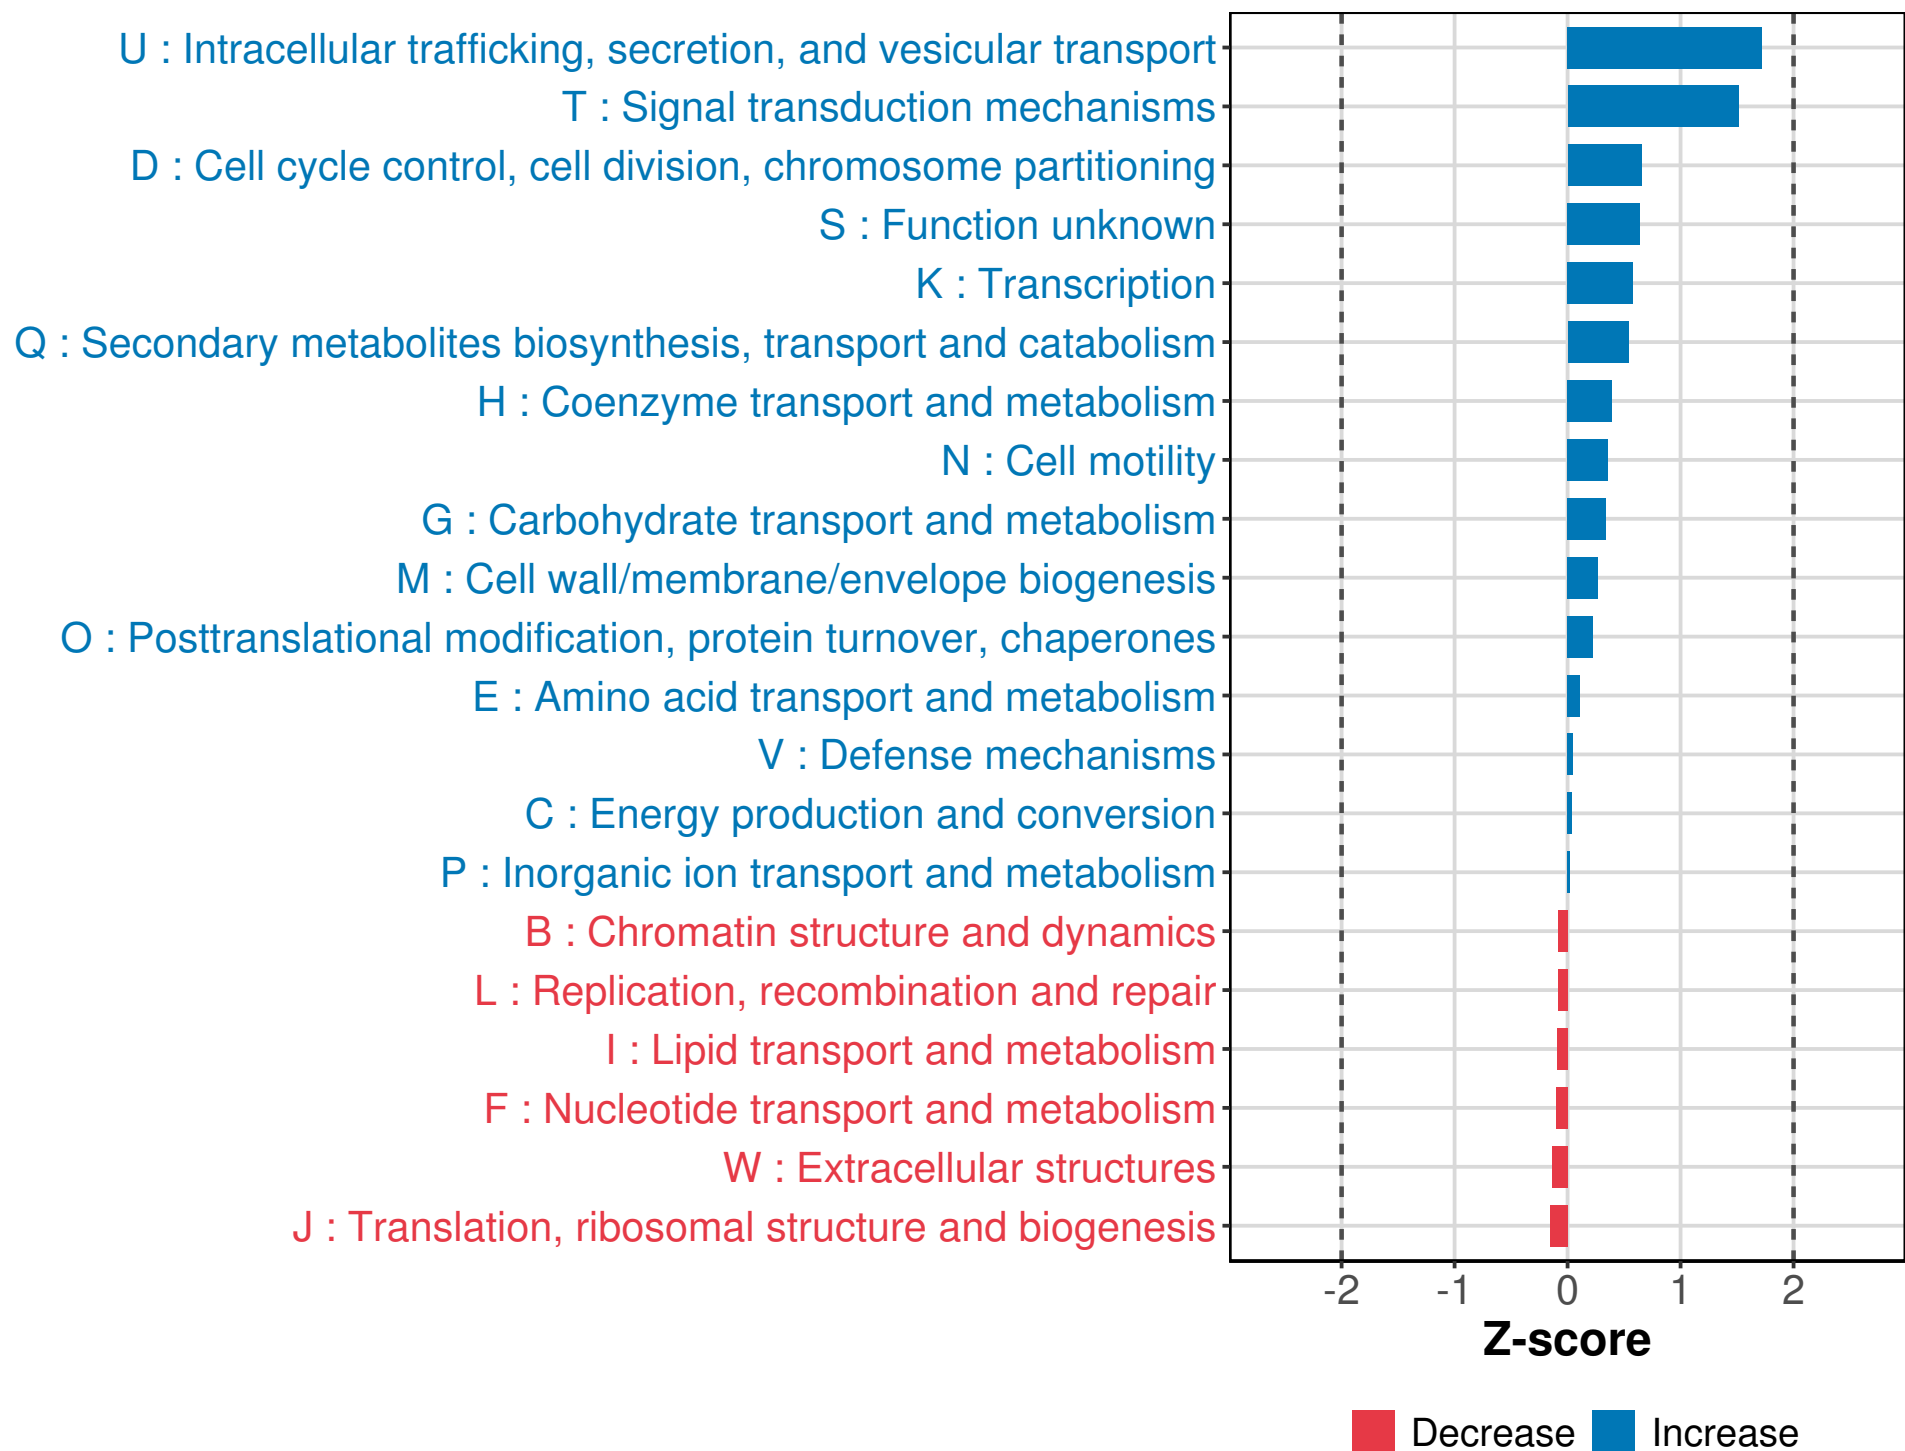 U : Intracellular trafficking, secretion, and vesicular transport
T : Signal transduction mechanisms
D : Cell cycle control, cell division, chromosome partitioning
S : Function unknown
K : Transcription
Q : Secondary metabolites biosynthesis, transport and catabolism
H : Coenzyme transport and metabolism
N : Cell motility
G : Carbohydrate transport and metabolism
M : Cell wall/membrane/envelope biogenesis
O : Posttranslational modification, protein turnover, chaperones
E : Amino acid transport and metabolism
V : Defense mechanisms
C : Energy production and conversion
P : Inorganic ion transport and metabolism
B : Chromatin structure and dynamics
L : Replication, recombination and repair
I : Lipid transport and metabolism
F : Nucleotide transport and metabolism
W : Extracellular structures
J : Translation, ribosomal structure and biogenesis
-2 -1 0 1 2
Z-score
Decrease Increase